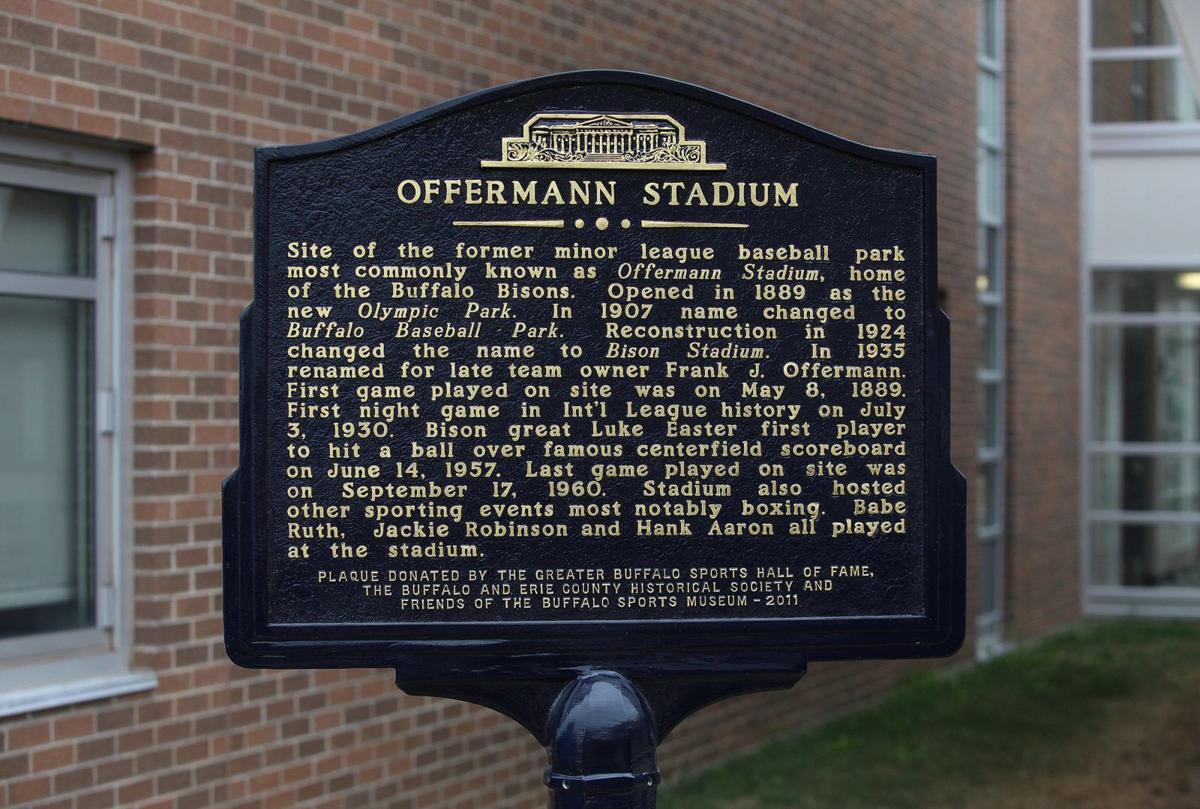 OFFERMANN STADIUM
Site of the former minor league baseball park
most commonly known as Offermann Stadium, home
of the Buffalo Bisons. Opened in 1889 as the
new Olympic Park. In 1907 name changed to
Buffalo Baseball Park. Reconstruction in 1924
changed the name to Bison Stadium. In 1935
renamed for late team owner Frank J. Offermann.
First game played on site was on May 8, 1889.
First night game in Int'l League history on July
3, 1930. Bison great Luke Easter first player
to hit a ball over famous centerfield scoreboard
on June 14, 1957. Last game played on site was
on September 17, 1960. Stadium also hosted
other sporting events most notably boxing. Babe
Ruth, Jackie Robinson and Hank Aaron all played
at the stadium.
PLAQUE DONATED BY THE GREATER BUFFALO SPORTS HALL OF FAME,
THE BUFFALO AND ERIE COUNTY HISTORICAL SOCIETY AND
FRIENDS OF THE BUFFALO SPORTS MUSEUM - 2011